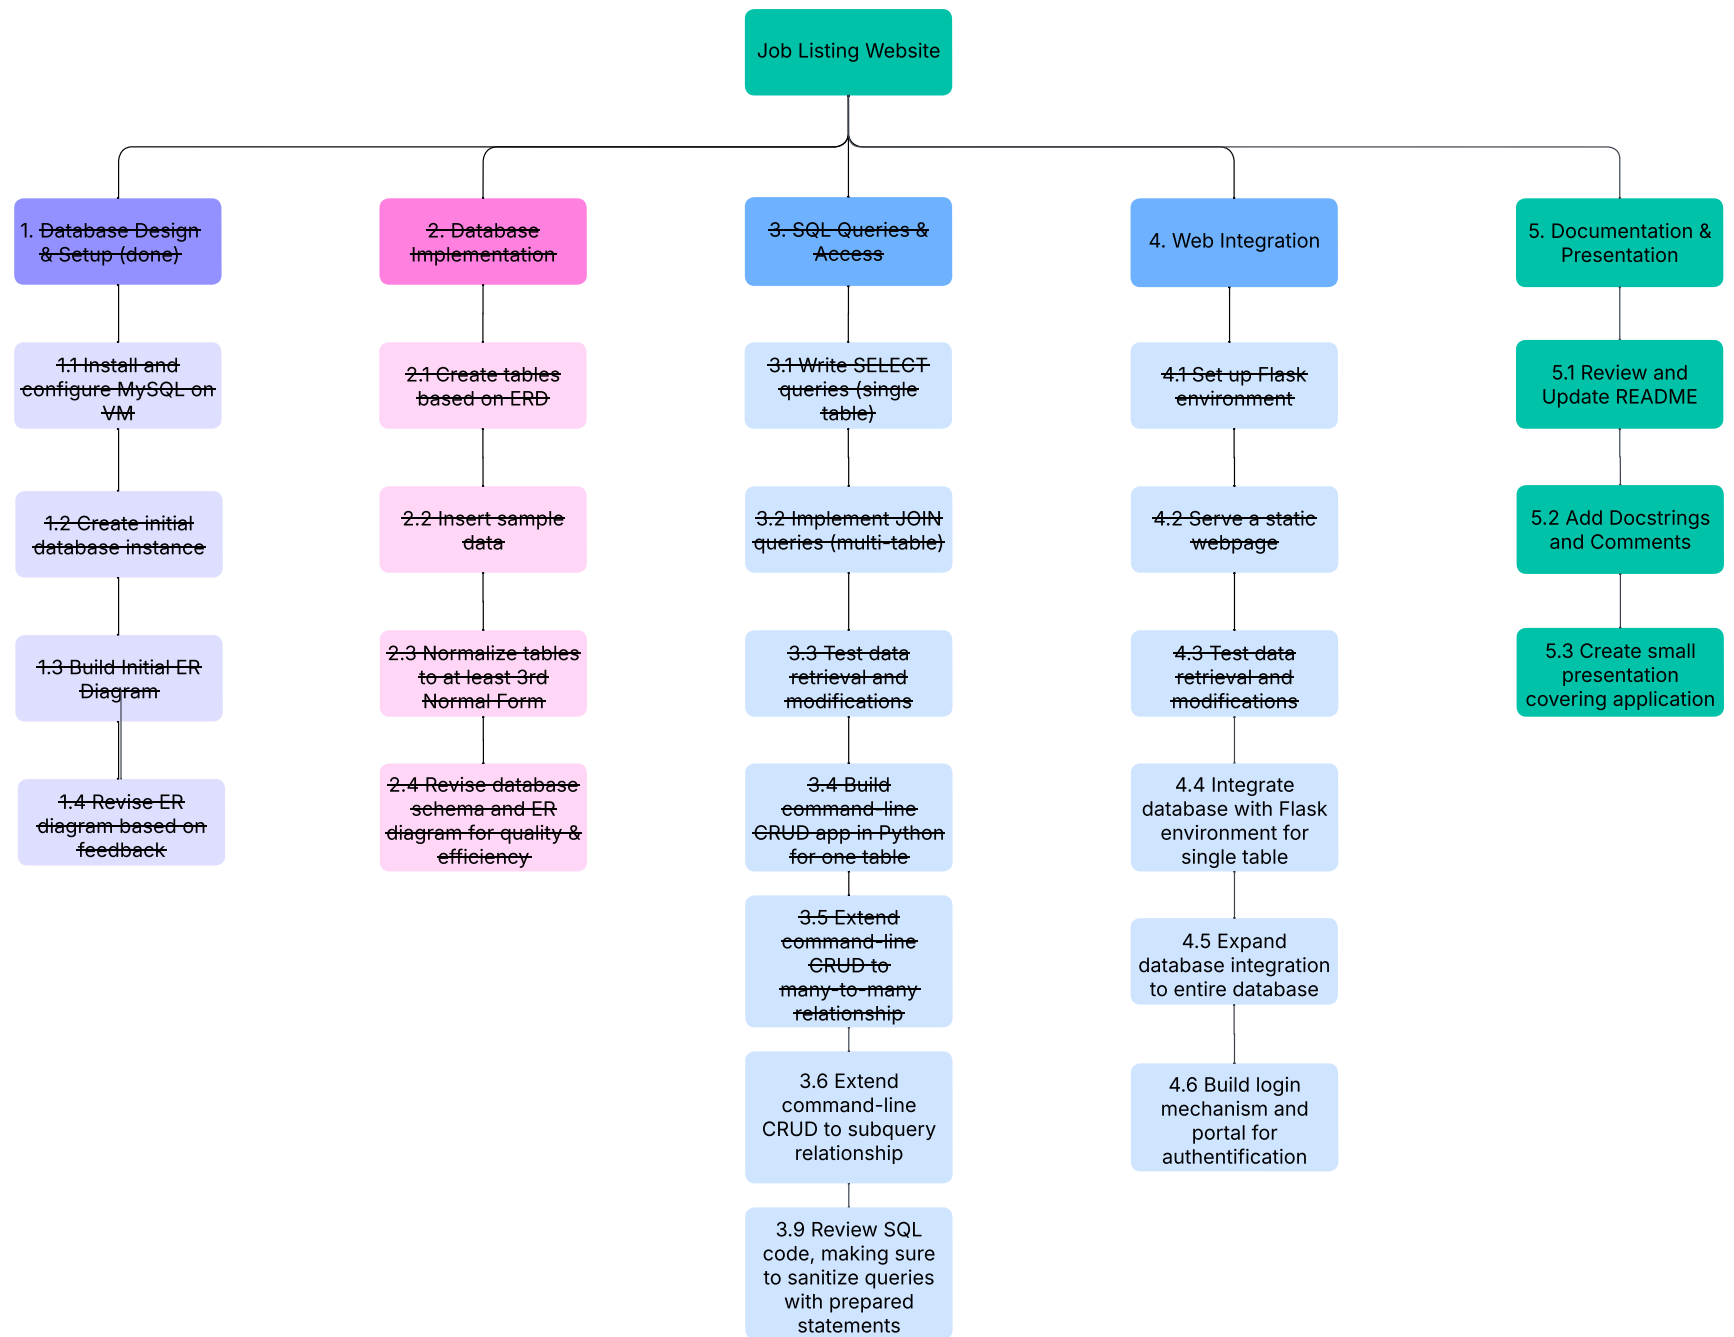 Job Listing Website
1. Database Design
& Setup (done)
2. Database
Implementation
3. SQL Queries &
Access
4. Web Integration
5. Documentation &
Presentation
1.1 Install and
configure MySQL on
VM
1.2 Create initial
database instance
1.3 Build Initial ER
Diagram
1.4 Revise ER
diagram based on
feedback
2.1 Create tables
based on ERD
2.2 Insert sample
data
2.3 Normalize tables
to at least 3rd
Normal Form
2.4 Revise database
schema and ER
diagram for quality &
efficiency
3.1 Write SELECT
queries (single
table)
3.2 Implement JOIN
queries (multi-table)
3.3 Test data
retrieval and
modifications
3.4 Build
command-line
CRUD app in Python
for one table
3.5 Extend
command-line
CRUD to
many-to-many
relationship
3.6 Extend
command-line
CRUD to subquery
relationship
3.9 Review SQL
code, making sure
to sanitize queries
with prepared
statements
4.1 Set up Flask
environment
4.2 Serve a static
webpage
4.3 Test data
retrieval and
modifications
4.4 Integrate
database with Flask
environment for
single table
4.5 Expand
database integration
to entire database
4.6 Build login
mechanism and
portal for
authentification
5.1 Review and
Update README
5.2 Add Docstrings
and Comments
5.3 Create small
presentation
covering application